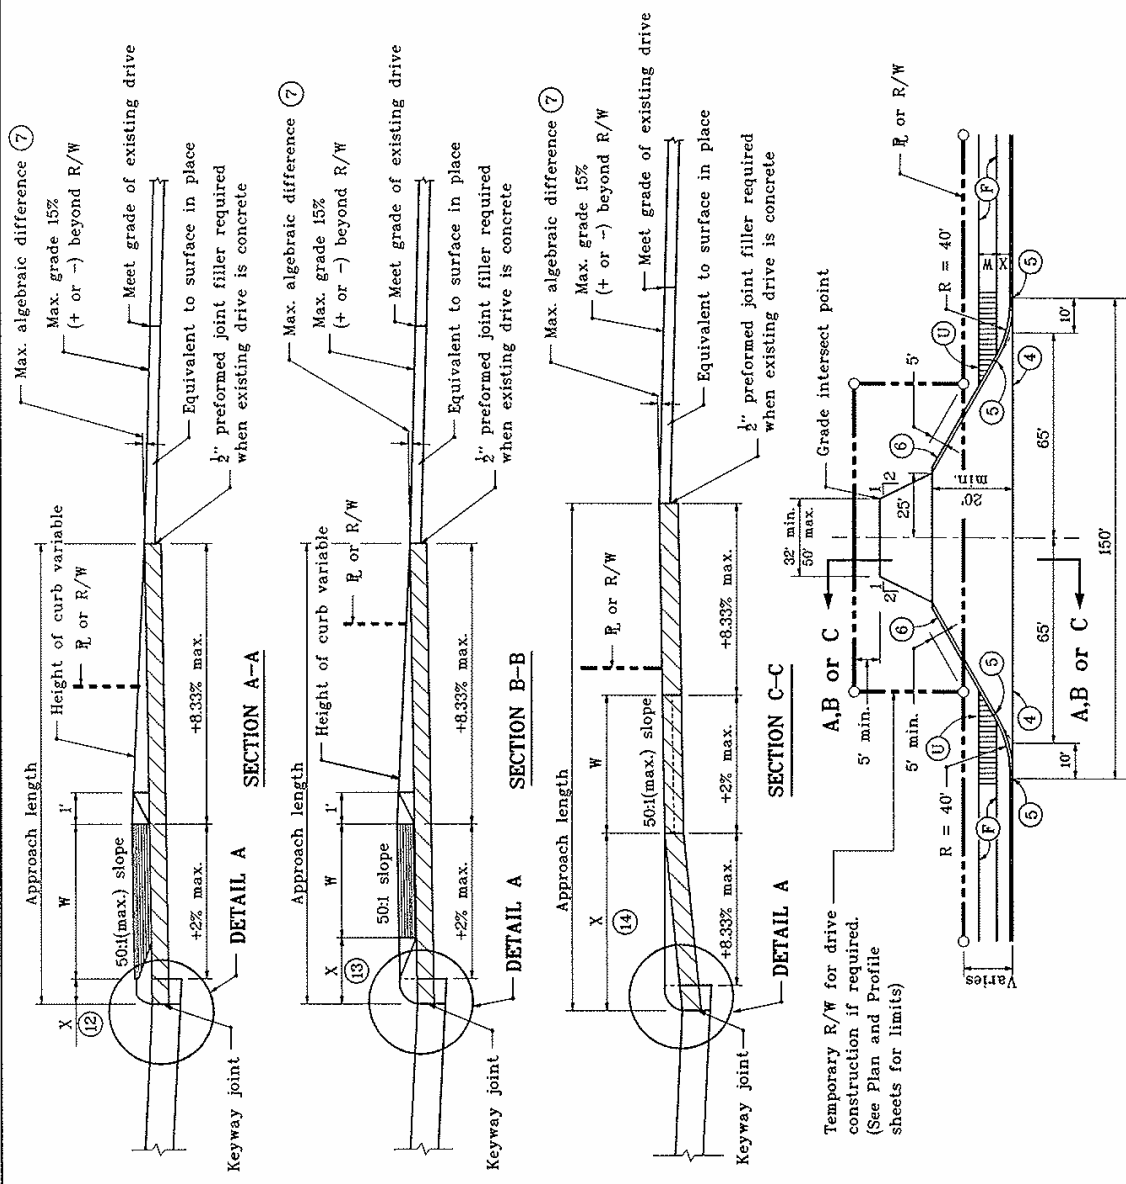 Max. algebraic difference 7
Max. grade 15%
(+ or -) beyond R/W
Meet grade of existing drive
Equivalent to surface in place
1/2" preformed joint filler required
when existing drive is concrete
Approach length
Height of curb variable
PL or R/W
W
1'
X
12
50:1(max.) slope
+2% max.
+8.33% max.
DETAIL A
SECTION A-A
Keyway joint
Max. algebraic difference 7
Max. grade 15%
(+ or -) beyond R/W
Meet grade of existing drive
Equivalent to surface in place
1/2" preformed joint filler required
when existing drive is concrete
Approach length
Height of curb variable
PL or R/W
X
13
W
1'
50:1 slope
+2% max.
+8.33% max.
DETAIL A
SECTION B-B
Keyway joint
Max. algebraic difference 7
Max. grade 15%
(+ or -) beyond R/W
Meet grade of existing drive
Equivalent to surface in place
1/2" preformed joint filler required
when existing drive is concrete
Approach length
PL or R/W
X
14
W
50:1(max.) slope
+8.33% max.
+2% max.
+8.33% max.
DETAIL A
SECTION C-C
Keyway joint
Temporary R/W for drive
construction if required.
(See Plan and Profile
sheets for limits)
A,B or C
32' min.
50' max.
Grade intersect point
5' min.
5' min.
1
2
1
2
25'
5'
6
6
U
U
R = 40'
R = 40'
PL or R/W
F
F
W
X
20'
min.
5
5
5
5
4
4
Varies
10'
65'
65'
10'
150'
A,B or C